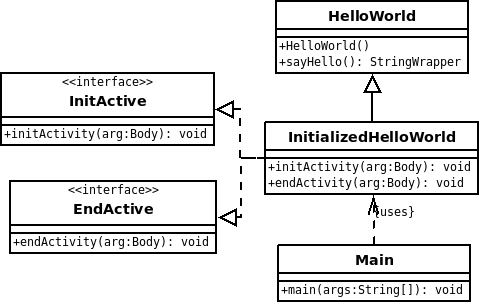 HelloWorld
+HelloWorld()
+sayHello(): StringWrapper
<<interface>>
InitActive
+initActivity(arg:Body): void
InitializedHelloWorld
+initActivity(arg:Body): void
+endActivity(arg:Body): void
<<interface>>
EndActive
+endActivity(arg:Body): void
{uses}
Main
+main(args:String[]): void